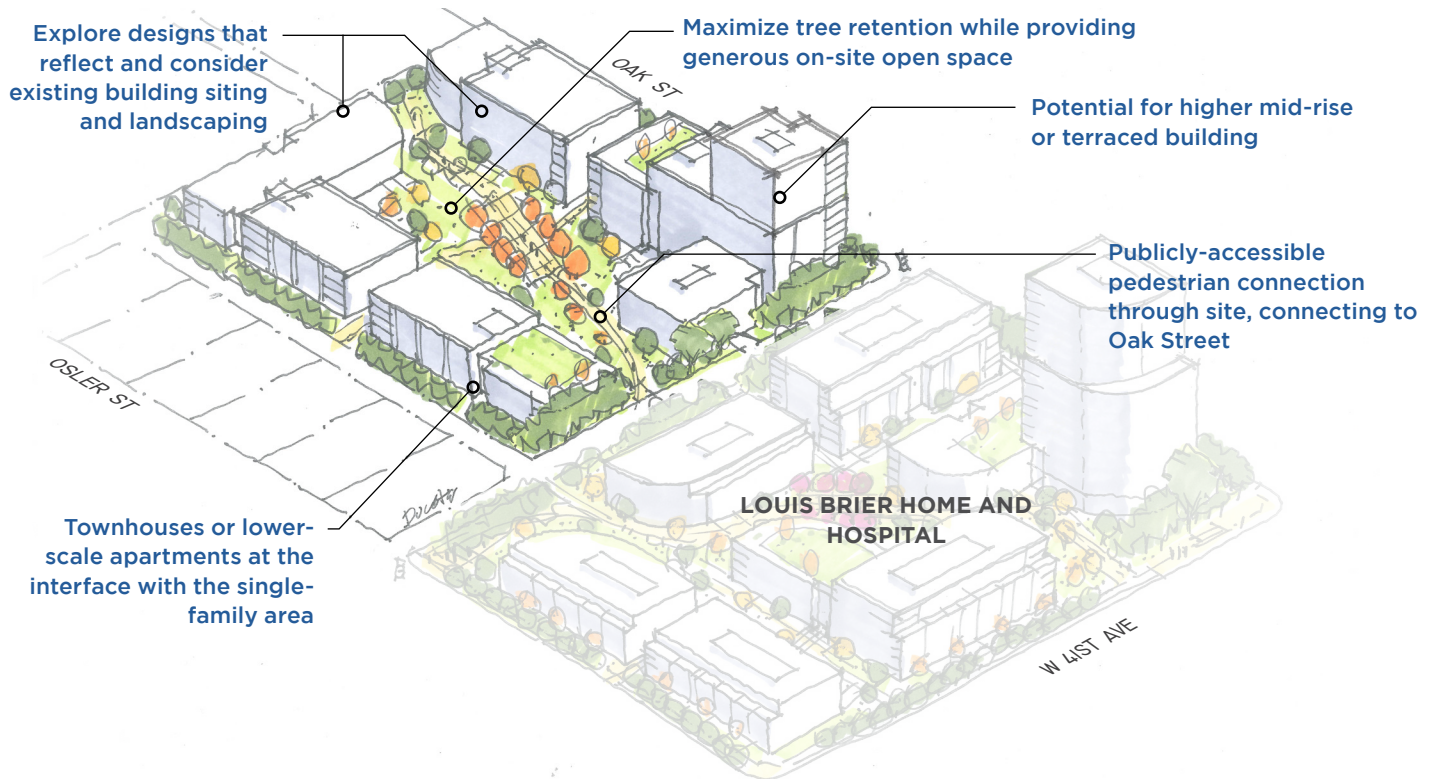 Explore designs that
reflect and consider
existing building siting
and landscaping
Maximize tree retention while providing
generous on-site open space
OAK ST
Potential for higher mid-rise
or terraced building
Publicly-accessible
pedestrian connection
through site, connecting to
Oak Street
OSLER ST
Townhouses or lower-
scale apartments at the
interface with the single-
family area
LOUIS BRIER HOME AND
HOSPITAL
W 41ST AVE